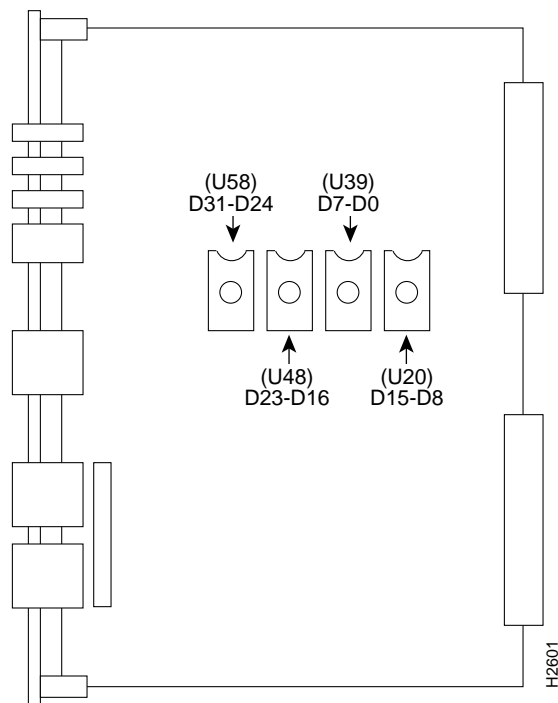 (U58)
D31-D24
(U39)
D7-D0
(U48)
D23-D16
(U20)
D15-D8
H2601